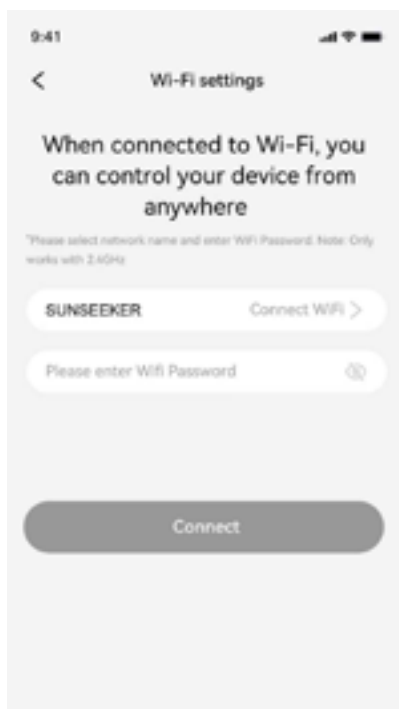 9:41
Wi-Fi settings
When connected to Wi-Fi, you
can control your device from
anywhere
*Please select network name and enter WiFi Password. Note: Only
works with 2.4GHz
SUNSEEKER Connect WiFi >
Please enter Wifi Password
Connect